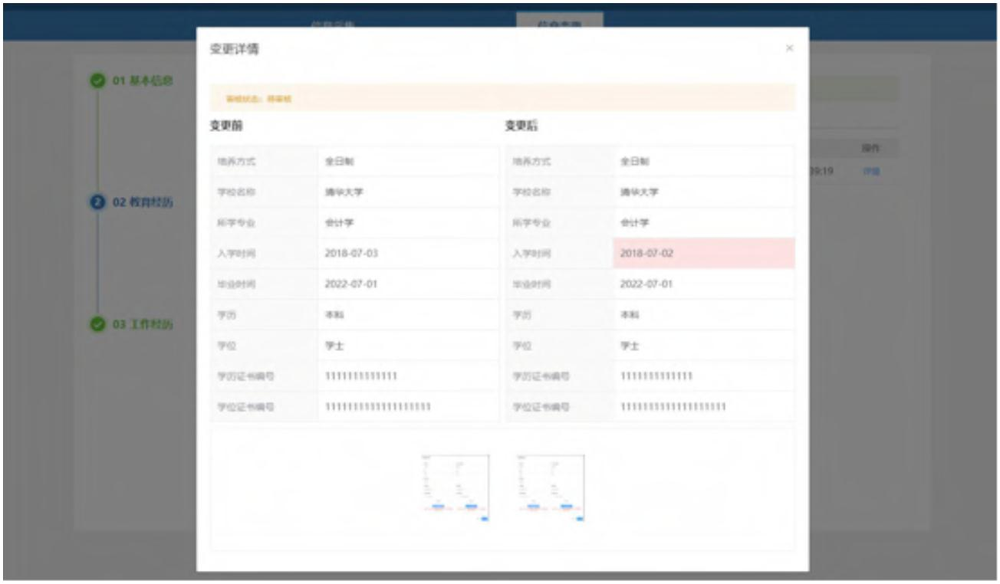 信息采集
信息变更
变更详情
×
01 基本信息
审核状态：待审核
变更前
变更后
操作
培养方式 全日制 培养方式 全日制
39:19 详情
学校名称 清华大学 学校名称 清华大学
2 02 教育经历
所学专业 会计学 所学专业 会计学
入学时间 2018-07-03 入学时间 2018-07-02
毕业时间 2022-07-01 毕业时间 2022-07-01
学历 本科 学历 本科
03 工作经历
学位 学士 学位 学士
学历证书编号 1111111111111 学历证书编号 1111111111111
学位证书编号 1111111111111111111 学位证书编号 1111111111111111111